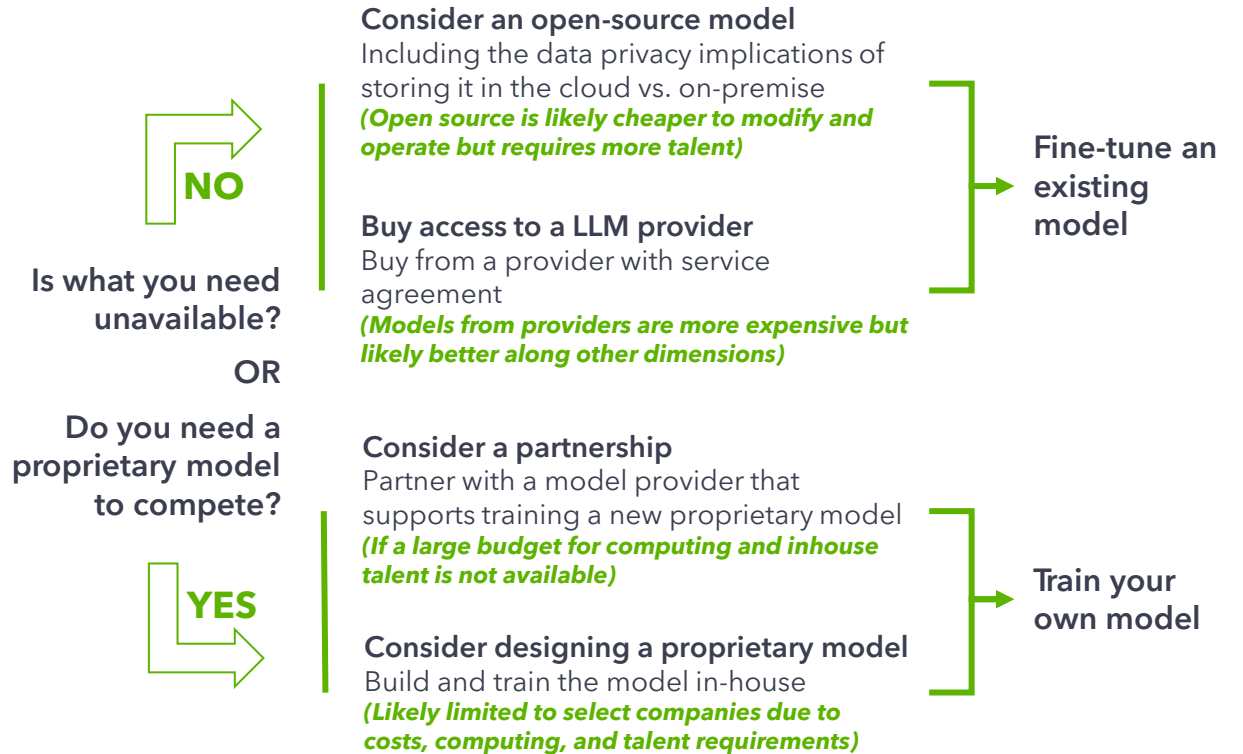 Is what you need
unavailable?
OR
Do you need a
proprietary model
to compete?
NO
Consider an open-source model
Including the data privacy implications of
storing it in the cloud vs. on-premise
(Open source is likely cheaper to modify and
operate but requires more talent)
Buy access to a LLM provider
Buy from a provider with service
agreement
(Models from providers are more expensive but
likely better along other dimensions)
Fine-tune an
existing
model
YES
Consider a partnership
Partner with a model provider that
supports training a new proprietary model
(If a large budget for computing and inhouse
talent is not available)
Consider designing a proprietary model
Build and train the model in-house
(Likely limited to select companies due to
costs, computing, and talent requirements)
Train your
own model